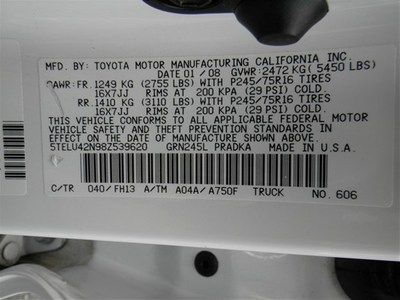 MFD. BY: TOYOTA MOTOR MANUFACTURING CALIFORNIA INC.
DATE 01 / 08 GVWR: 2472 KG ( 5450 LBS)
GAWR: FR. 1249 KG (2755 LBS) WITH P245/75R16 TIRES
16X7JJ RIMS AT 200 KPA (29 PSI) COLD.
RR. 1410 KG (3110 LBS) WITH P245/75R16 TIRES
16X7JJ RIMS AT 200 KPA (29 PSI) COLD.
THIS VEHICLE CONFORMS TO ALL APPLICABLE FEDERAL MOTOR
VEHICLE SAFETY, BUMPER, AND THEFT PREVENTION STANDARDS IN
EFFECT ON THE DATE OF MANUFACTURE SHOWN ABOVE.
5TELU42N98Z539620 GRN245L PRADKA MADE IN U.S.A.
C/TR 040/FH13 A/TM A04A/A750F TRUCK NO. 606